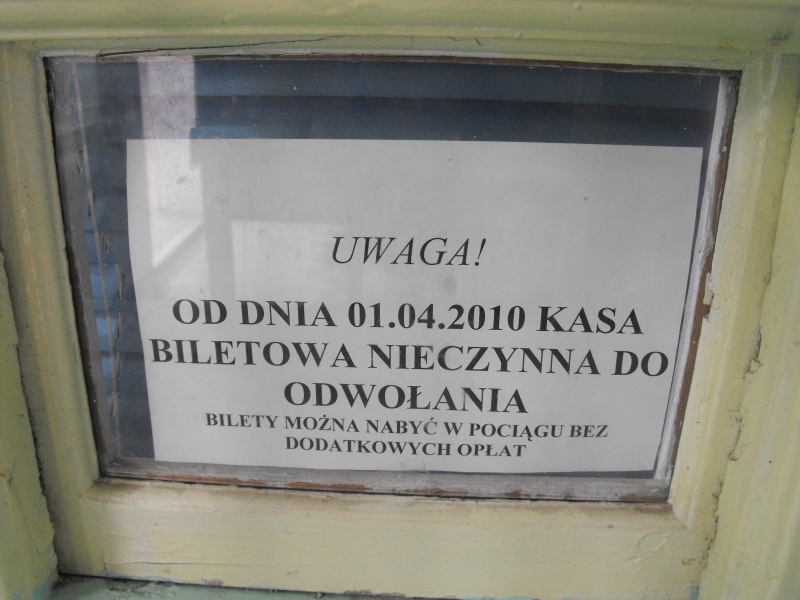 UWAGA!
OD DNIA 01.04.2010 KASA
BILETOWA NIECZYNNA DO
ODWOŁANIA
BILETY MOŻNA NABYĆ W POCIĄGU BEZ
DODATKOWYCH OPŁAT